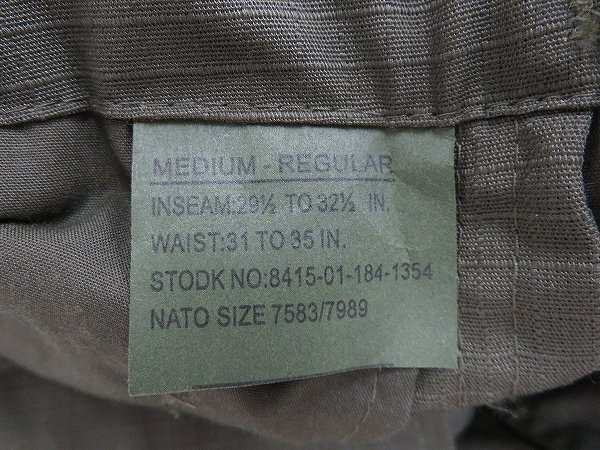 MEDIUM - REGULAR
INSEAM:29½ TO 32½ IN.
WAIST:31 TO 35 IN.
STODK NO:8415-01-184-1354
NATO SIZE 7583/7989